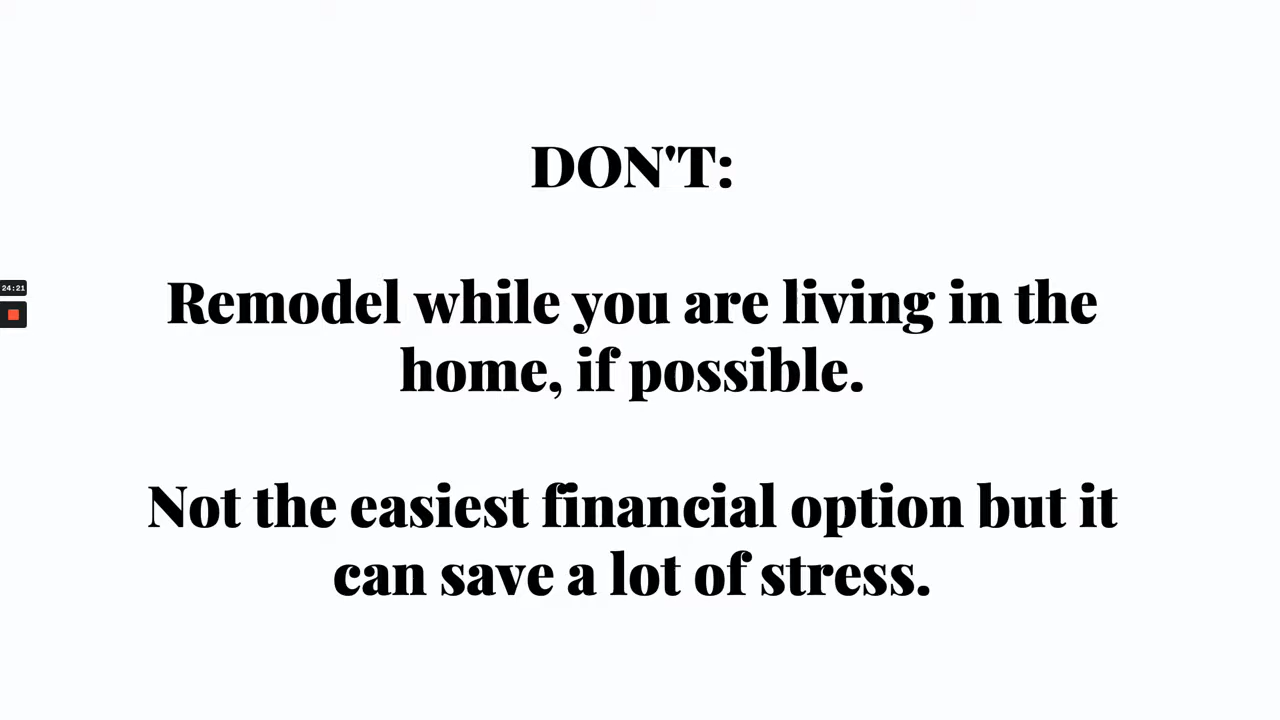 DON'T:
24:21
Remodel while you are living in the
home, if possible.
Not the easiest financial option but it
can save a lot of stress.